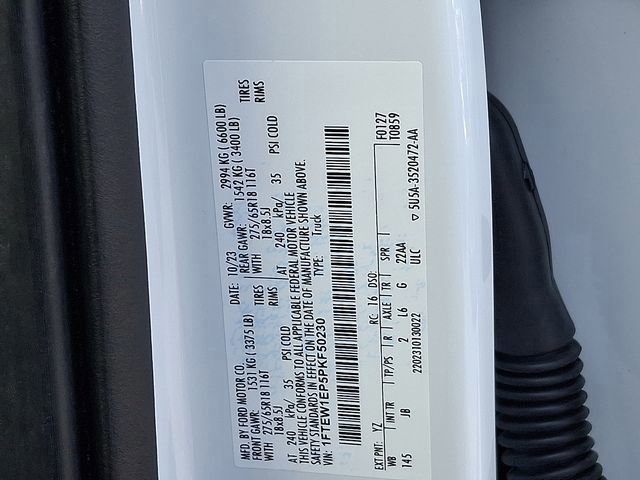 MFD. BY FORD MOTOR CO. DATE: 10/23 GVWR: 2994 KG ( 6600 LB)
FRONT GAWR: 1531 KG ( 3375 LB) REAR GAWR: 1542 KG ( 3400 LB)
WITH 275/65R18 116T TIRES WITH 275/65R18 116T TIRES
18x8.5J RIMS 18x8.5J RIMS
AT 240 kPa/ 35 PSI COLD AT 240 kPa/ 35 PSI COLD
THIS VEHICLE CONFORMS TO ALL APPLICABLE FEDERAL MOTOR VEHICLE
SAFETY STANDARDS IN EFFECT ON THE DATE OF MANUFACTURE SHOWN ABOVE.
VIN: 1FTEW1EP5PKF50230 TYPE: Truck
EXT PNT: YZ RC: 16 DSO: F0127
WB INT TR TP/PS R AXLE TR SPR T0B59
145 JB 2 L6 G 22AA
2202310130022 ULC ▽ 5U5A-3520472-AA